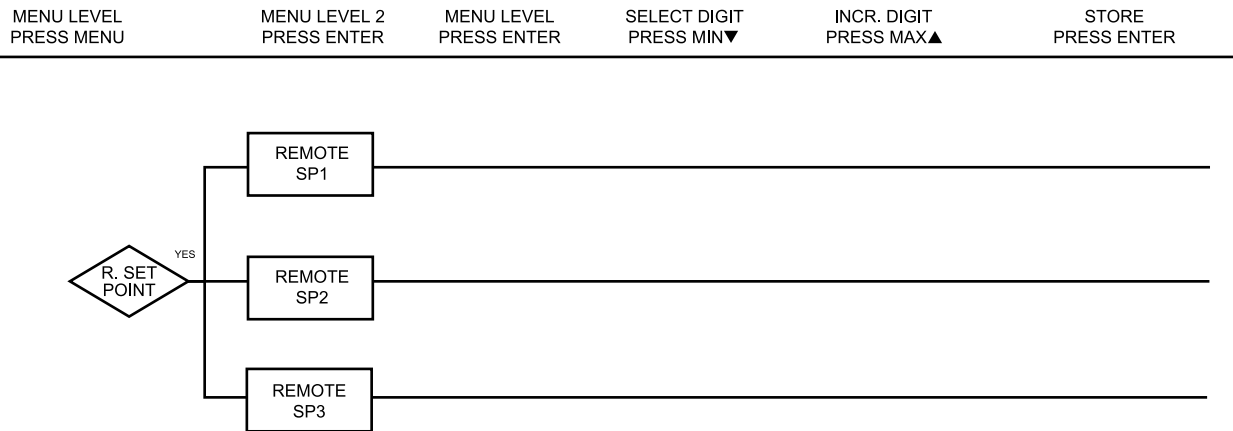 MENU LEVEL
PRESS MENU
MENU LEVEL 2
PRESS ENTER
MENU LEVEL
PRESS ENTER
SELECT DIGIT
PRESS MIN▼
INCR. DIGIT
PRESS MAX▲
STORE
PRESS ENTER
REMOTE
SP1
YES
R. SET
POINT
REMOTE
SP2
REMOTE
SP3